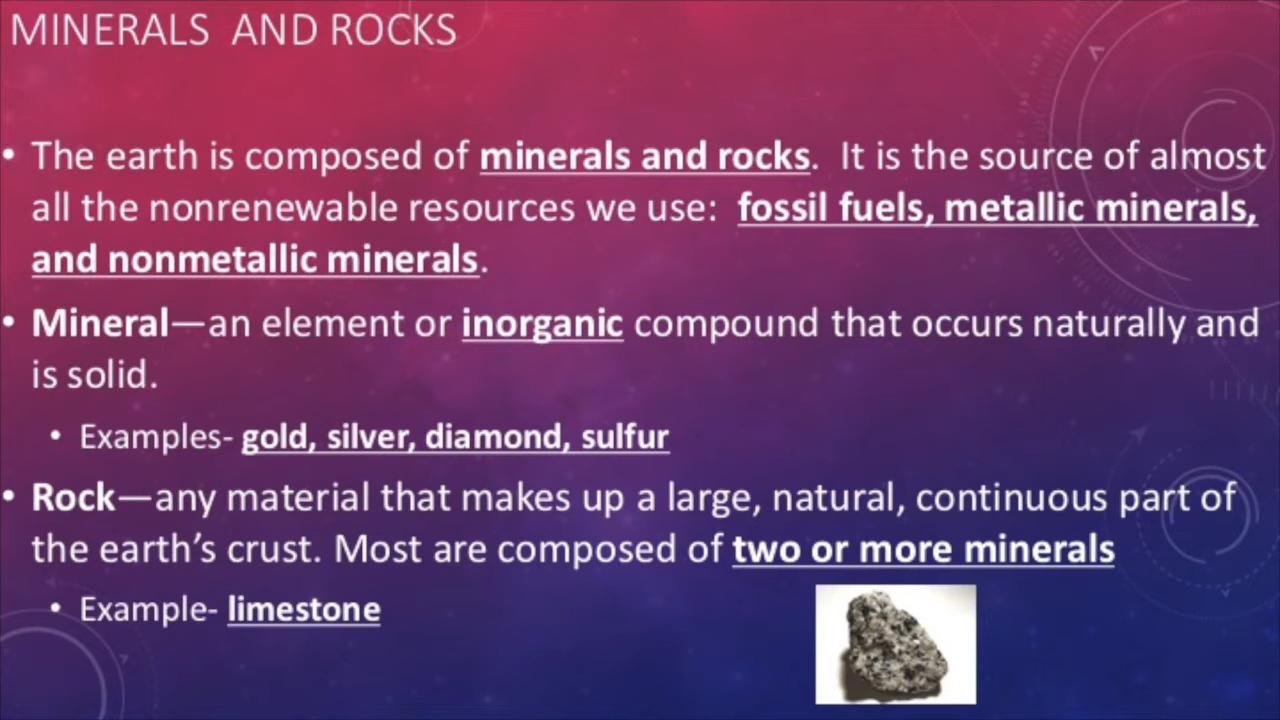 MINERALS AND ROCKS
• The earth is composed of minerals and rocks. It is the source of almost
all the nonrenewable resources we use: fossil fuels, metallic minerals,
and nonmetallic minerals.
• Mineral—an element or inorganic compound that occurs naturally and
is solid.
• Examples- gold, silver, diamond, sulfur
• Rock—any material that makes up a large, natural, continuous part of
the earth’s crust. Most are composed of two or more minerals
• Example- limestone